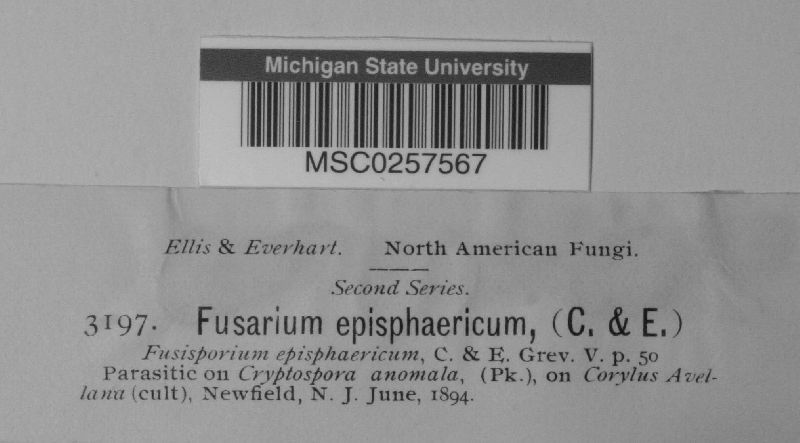 Michigan State University
MSC0257567
Ellis & Everhart. North American Fungi.
Second Series.
3197. Fusarium episphaericum, (C. & E.)
Fusisporium episphaericum, C. & E. Grev. V. p. 50
Parasitic on Cryptospora anomala, (Pk.), on Corylus Avel-
lana (cult), Newfield, N. J. June, 1894.